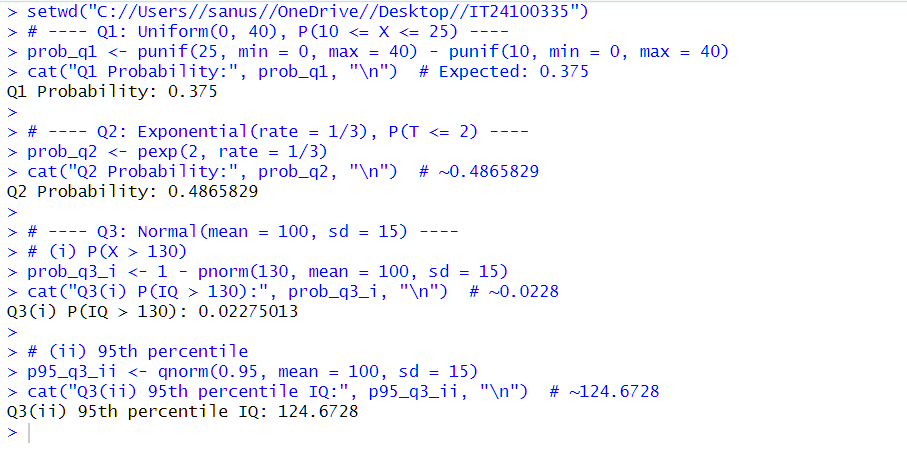 > setwd("C://Users//sanus//OneDrive//Desktop//IT24100335")
> # ---- Q1: Uniform(0, 40), P(10 <= X <= 25) ----
> prob_q1 <- punif(25, min = 0, max = 40) - punif(10, min = 0, max = 40)
> cat("Q1 Probability:", prob_q1, "\n")  # Expected: 0.375
Q1 Probability: 0.375
>
> # ---- Q2: Exponential(rate = 1/3), P(T <= 2) ----
> prob_q2 <- pexp(2, rate = 1/3)
> cat("Q2 Probability:", prob_q2, "\n")  # ~0.4865829
Q2 Probability: 0.4865829
>
> # ---- Q3: Normal(mean = 100, sd = 15) ----
> # (i) P(X > 130)
> prob_q3_i <- 1 - pnorm(130, mean = 100, sd = 15)
> cat("Q3(i) P(IQ > 130):", prob_q3_i, "\n")  # ~0.0228
Q3(i) P(IQ > 130): 0.02275013
>
> # (ii) 95th percentile
> p95_q3_ii <- qnorm(0.95, mean = 100, sd = 15)
> cat("Q3(ii) 95th percentile IQ:", p95_q3_ii, "\n")  # ~124.6728
Q3(ii) 95th percentile IQ: 124.6728
>